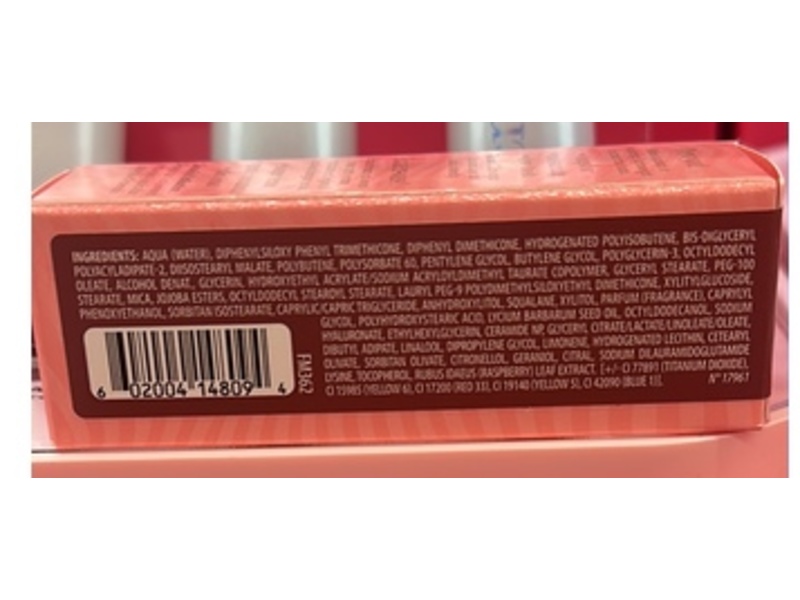 INGREDIENTS: AQUA (WATER), DIPHENYLSILOXY PHENYL TRIMETHICONE, DIPHENYL DIMETHICONE, HYDROGENATED POLYISOBUTENE, BIS-DIGLYCERYL
POLYACYLADIPATE-2, DIISOSTEARYL MALATE, POLYBUTENE, POLYSORBATE 60, PENTYLENE GLYCOL, BUTYLENE GLYCOL, POLYGLYCERIN-3, OCTYLDODECYL
OLEATE, ALCOHOL DENAT., GLYCERIN, HYDROXYETHYL ACRYLATE/SODIUM ACRYLOYLDIMETHYL TAURATE COPOLYMER, GLYCERYL STEARATE, PEG-100
STEARATE, MICA, JOJOBA ESTERS, OCTYLDODECYL STEAROYL STEARATE, LAURYL PEG-9 POLYDIMETHYLSILOXYETHYL DIMETHICONE, XYLITYLGLUCOSIDE,
PHENOXYETHANOL, SORBITAN ISOSTEARATE, CAPRYLIC/CAPRIC TRIGLYCERIDE, ANHYDROXYLITOL, SQUALANE, XYLITOL, PARFUM (FRAGRANCE), CAPRYLYL
GLYCOL, POLYHYDROXYSTEARIC ACID, LYCIUM BARBARUM SEED OIL, OCTYLDODECANOL, SODIUM
HYALURONATE, ETHYLHEXYLGLYCERIN, CERAMIDE NP, GLYCERYL CITRATE/LACTATE/LINOLEATE/OLEATE,
DIBUTYL ADIPATE, LINALOOL, DIPROPYLENE GLYCOL, LIMONENE, HYDROGENATED LECITHIN, CETEARYL
OLIVATE, SORBITAN OLIVATE, CITRONELLOL, GERANIOL, CITRAL, SODIUM DILAURAMIDOGLUTAMIDE
LYSINE, TOCOPHEROL, RUBUS IDAEUS (RASPBERRY) LEAF EXTRACT. [+/- CI 77891 (TITANIUM DIOXIDE),
CI 15985 (YELLOW 6), CI 17200 (RED 33), CI 19140 (YELLOW 5), CI 42090 (BLUE 1)]. N° 17961
6 02004 14809 4
FM362